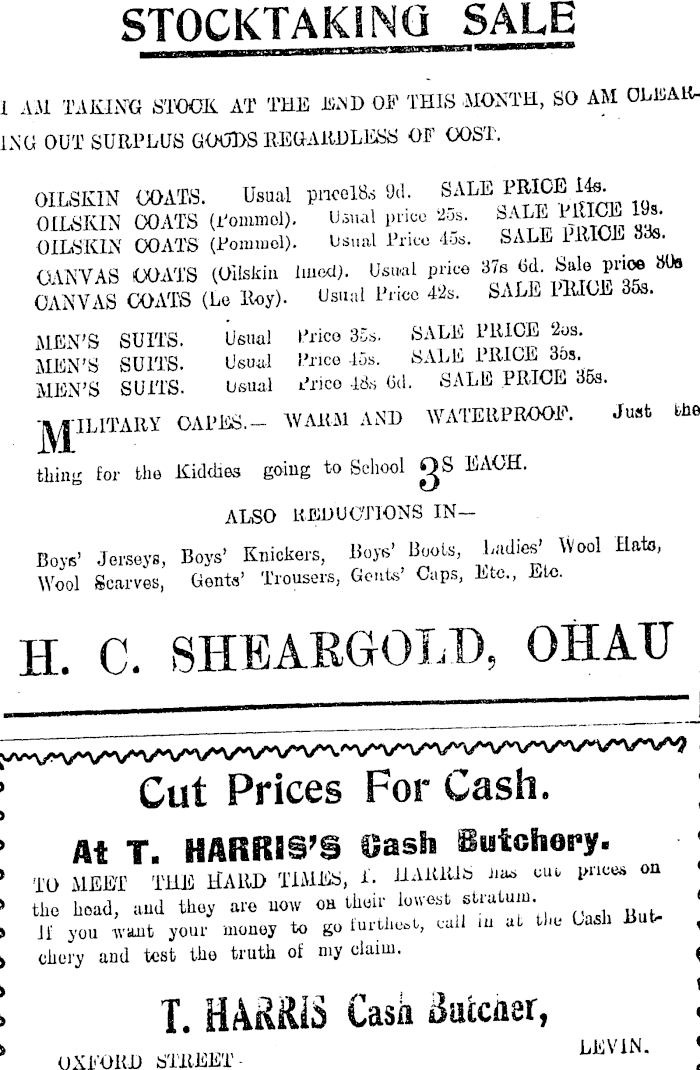 STOCKTAKING SALE
I AM TAKING STOCK AT THE END OF THIS MONTH, SO AM CLEAR-
ING OUT SURPLUS GOODS REGARDLESS OF COST.
OILSKIN COATS. Usual price 18s 9d. SALE PRICE 14s.
OILSKIN COATS (Pommel). Usual price 25s. SALE PRICE 19s.
OILSKIN COATS (Pommel). Usual Price 45s. SALE PRICE 33s.
CANVAS COATS (Oilskin lined). Usual price 37s 6d. Sale price 30s
CANVAS COATS (Le Roy). Usual Price 42s. SALE PRICE 35s.
MEN'S SUITS. Usual Price 35s. SALE PRICE
MEN'S SUITS. Usual Price 45s. SALE PRICE 35s.
MEN'S SUITS. Usual Price 48s 6d. SALE PRICE 35s.
MILITARY CAPES.— WARM AND WATERPROOF. Just the
thing for the Kiddies going to School 3S EACH.
ALSO REDUCTIONS IN—
Boys' Jerseys, Boys' Knickers, Boys' Boots, Ladies' Wool Hats,
Wool Scarves, Gents' Trousers, Gents' Caps, Etc., Etc.
H. C. SHEARGOLD, OHAU
Cut Prices For Cash.
At T. HARRIS'S Cash Butchery.
TO MEET THE HARD TIMES, T. HARRIS has cut prices on
the head, and they are now on their lowest stratum.
If you want your money to go furthest, call in at the Cash But-
chery and test the truth of my claim.
T. HARRIS Cash Butcher,
OXFORD STREET LEVIN.